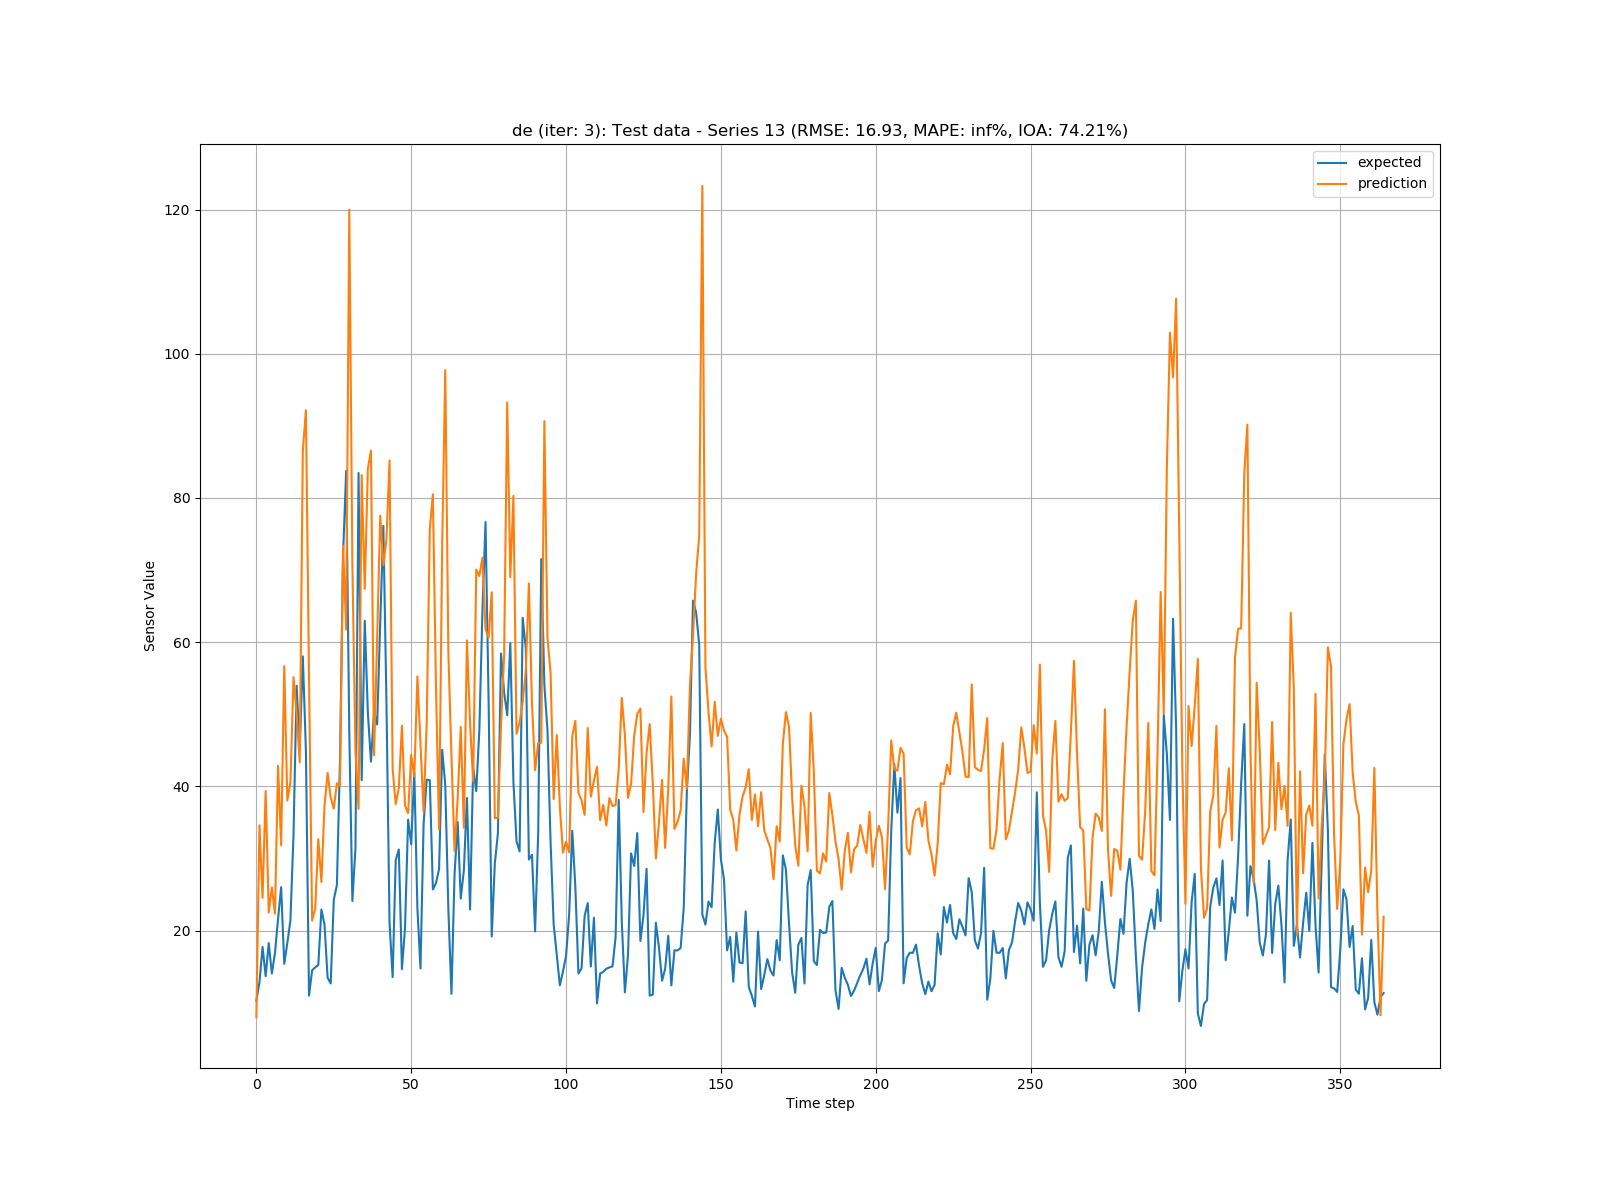 de (iter: 3): Test data - Series 13 (RMSE: 16.93, MAPE: inf%, IOA: 74.21%)
expected
prediction
120
100
80
60
40
20
Sensor Value
0 50 100 150 200 250 300 350
Time step